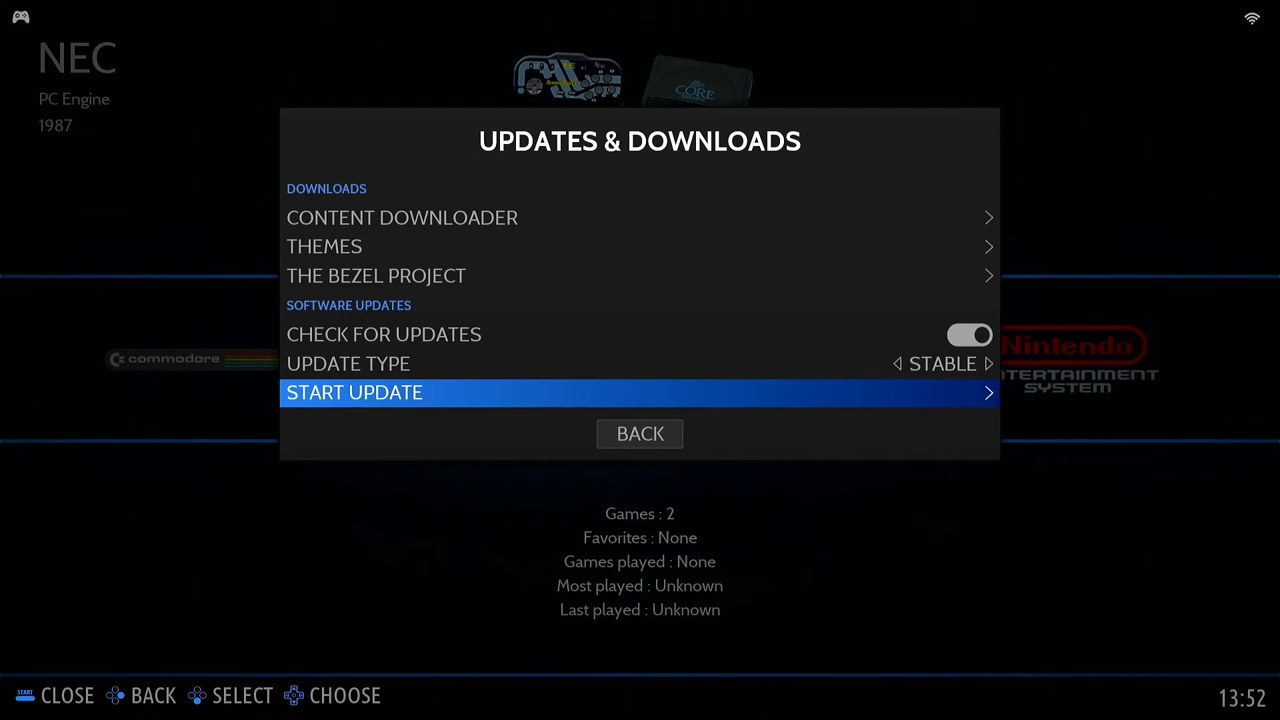 NEC
PC Engine
1987
CORE
UPDATES & DOWNLOADS
DOWNLOADS
CONTENT DOWNLOADER
THEMES
THE BEZEL PROJECT
SOFTWARE UPDATES
CHECK FOR UPDATES
UPDATE TYPE STABLE
START UPDATE
BACK
commodore
Nintendo
ENTERTAINMENT
SYSTEM
Games : 2
Favorites : None
Games played : None
Most played : Unknown
Last played : Unknown
START CLOSE BACK SELECT CHOOSE
13:52